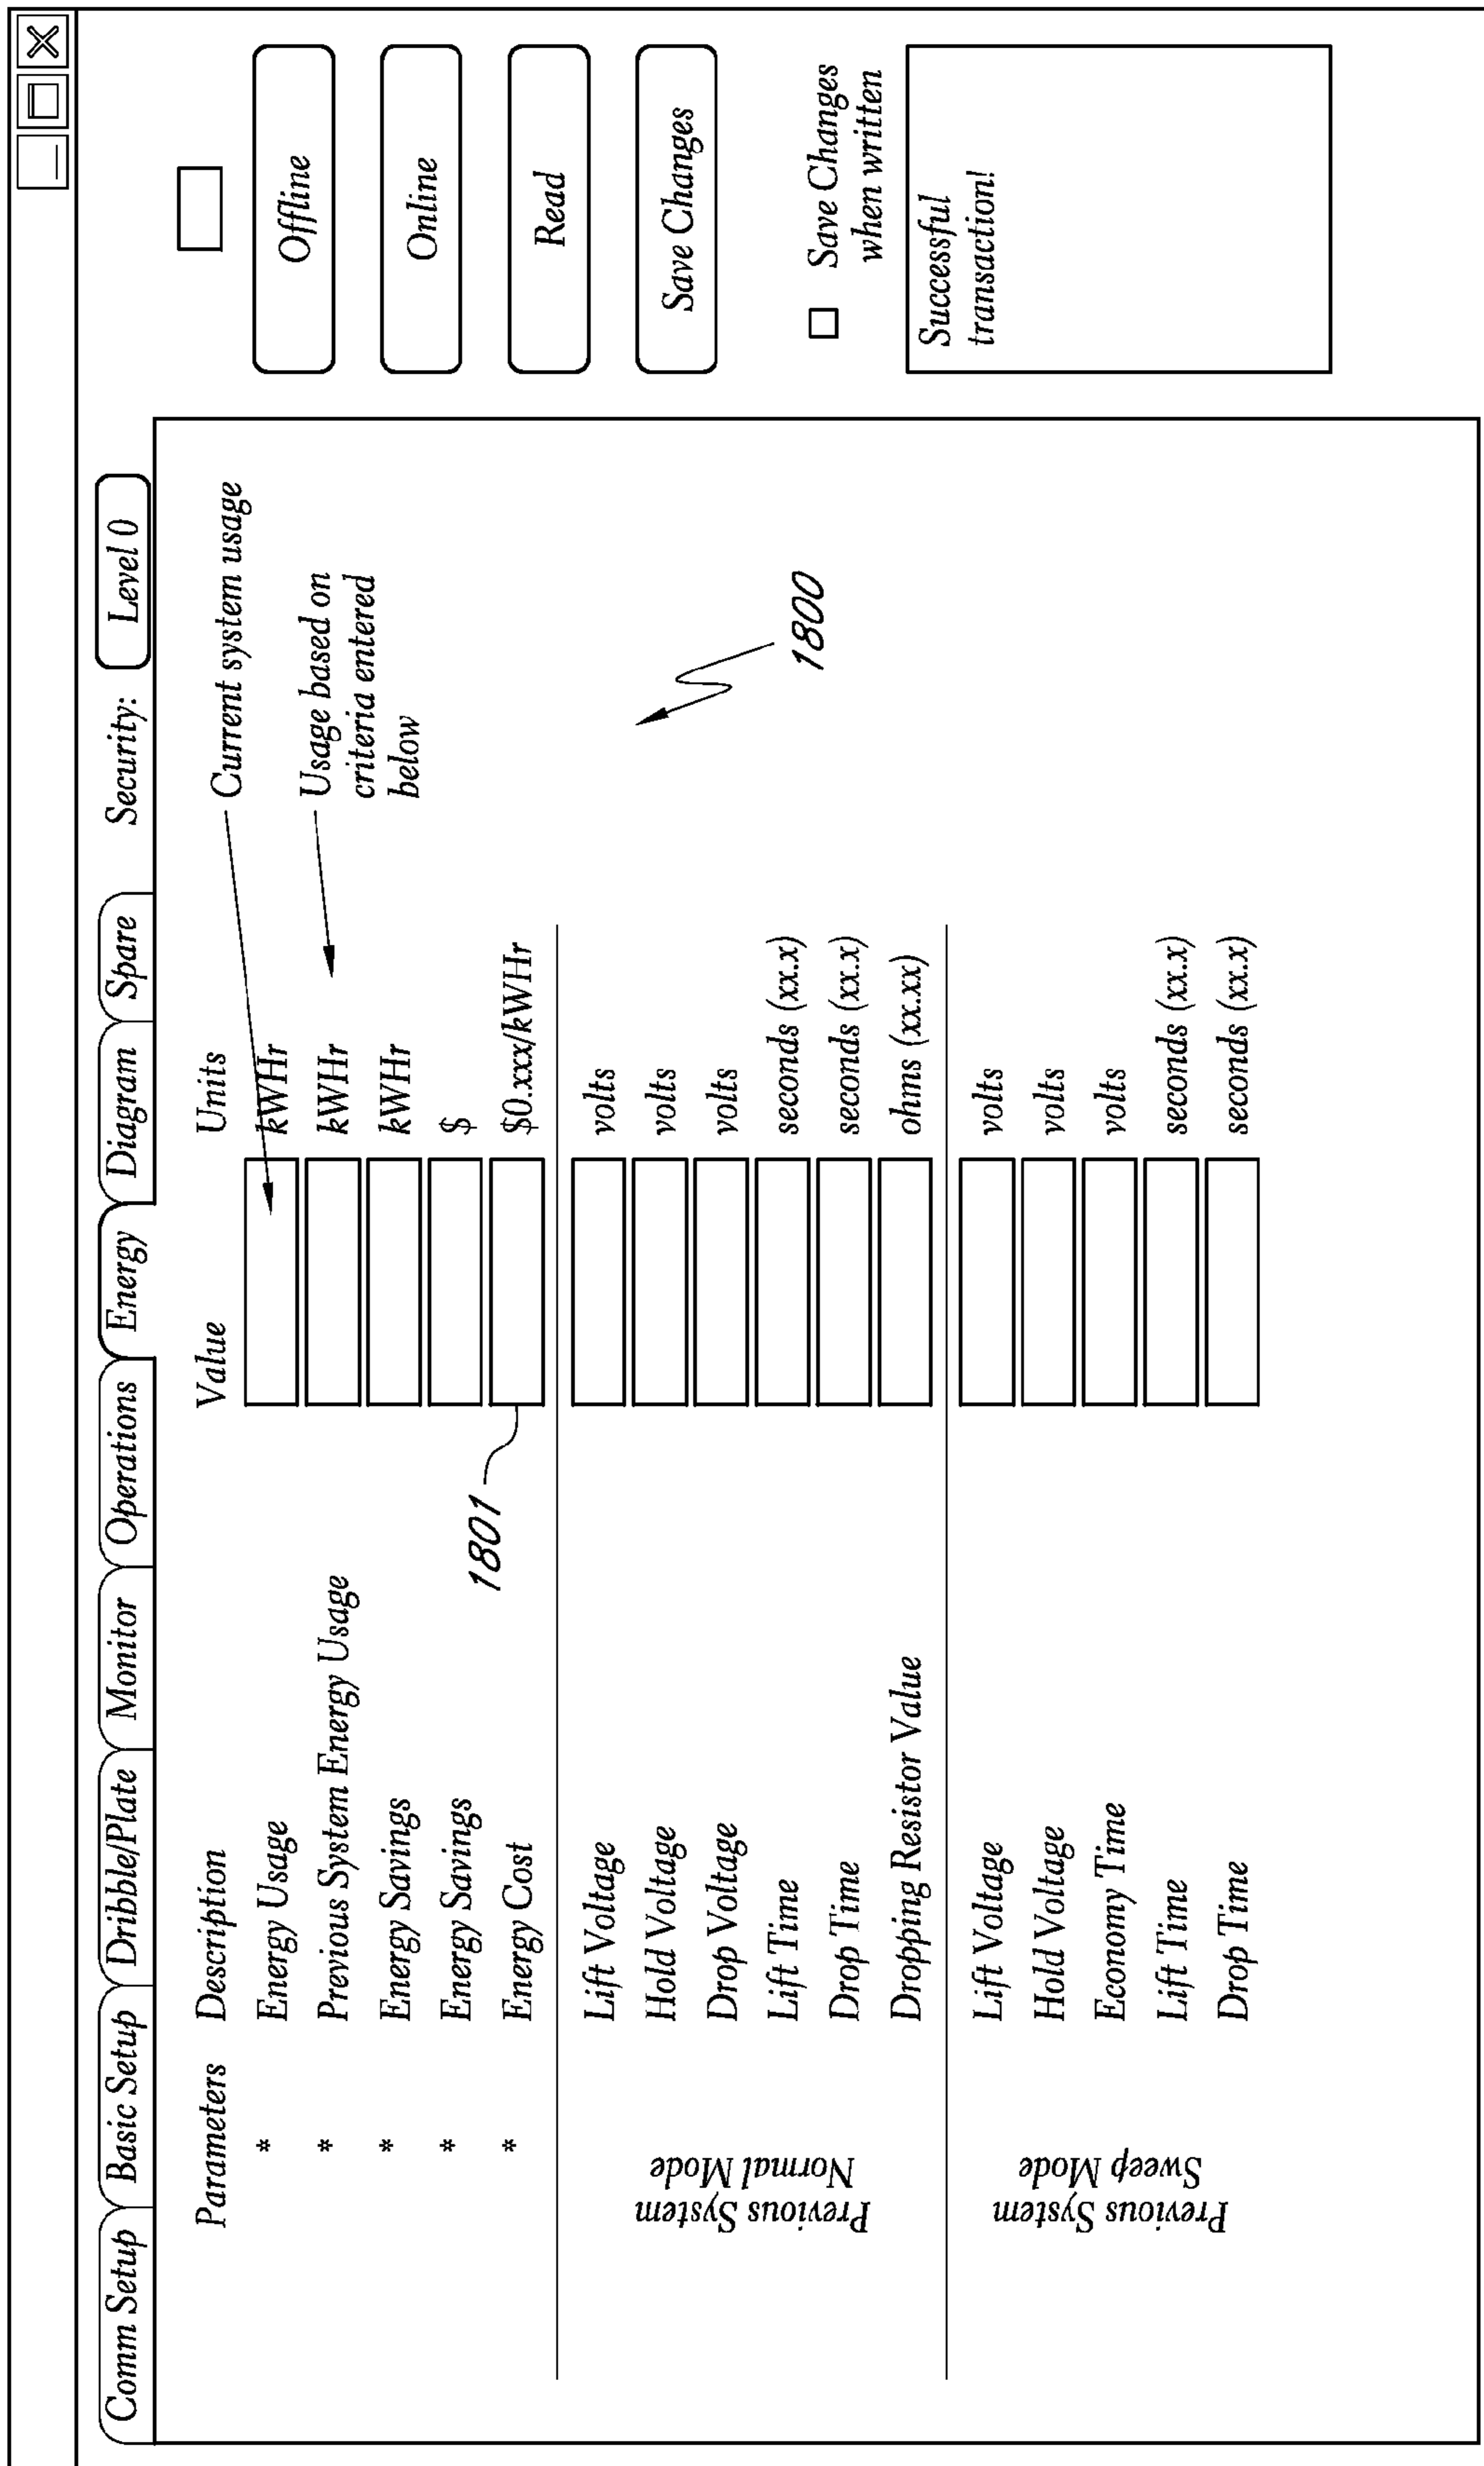 Comm Setup
Basic Setup
Dribble/Plate
Monitor
Operations
Energy
Diagram
Spare
Security:
Level 0
Parameters Description Value Units
* Energy Usage kWHr
Current system usage
* Previous System Energy Usage kWHr
Usage based on
criteria entered
below
* Energy Savings kWHr
* Energy Savings $
* Energy Cost $0.xxx/kWHr
1801
1800
Previous System
Normal Mode
Lift Voltage volts
Hold Voltage volts
Drop Voltage volts
Lift Time seconds (xx.x)
Drop Time seconds (xx.x)
Dropping Resistor Value ohms (xx.xx)
Previous System
Sweep Mode
Lift Voltage volts
Hold Voltage volts
Economy Time volts
Lift Time seconds (xx.x)
Drop Time seconds (xx.x)
Offline
Online
Read
Save Changes
Save Changes
when written
Successful
transaction!